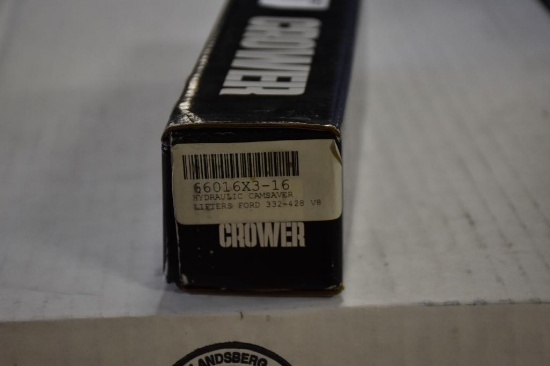 CROWER
66016X3-16
HYDRAULIC CAMSAVER
LIFTERS FORD 332-428 V8
CROWER
LANDSBERG